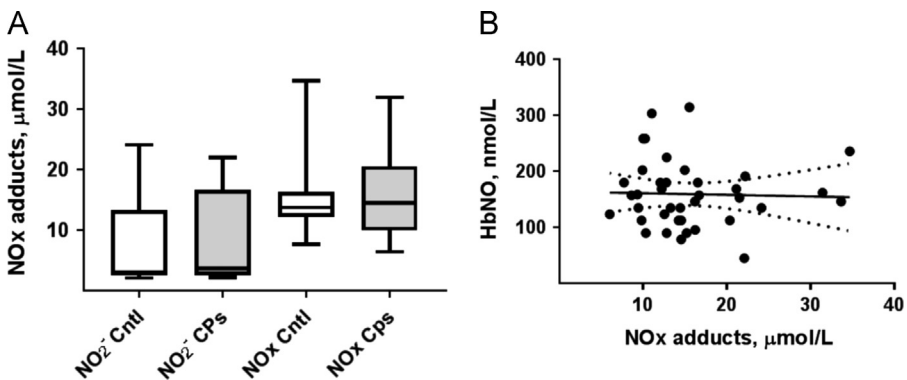 A
NOx adducts, μmol/L
40
30
20
10
NO₂⁻ Cntl
NO₂⁻ CPs
NOx Cntl
NOx Cps
B
HbNO, nmol/L
400
300
200
100
10
20
30
40
NOx adducts, μmol/L